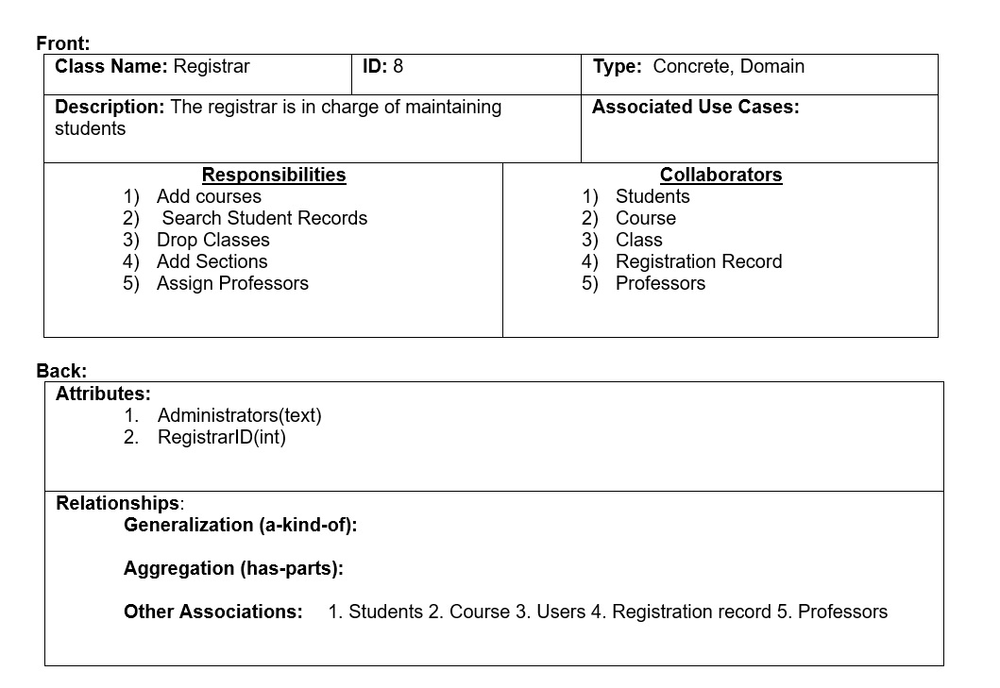 Front:
Class Name: Registrar
ID: 8
Type: Concrete, Domain
Description: The registrar is in charge of maintaining
students
Associated Use Cases:
Responsibilities
1) Add courses
2) Search Student Records
3) Drop Classes
4) Add Sections
5) Assign Professors
Collaborators
1) Students
2) Course
3) Class
4) Registration Record
5) Professors
Back:
Attributes:
1. Administrators(text)
2. RegistrarID(int)
Relationships:
Generalization (a-kind-of):
Aggregation (has-parts):
Other Associations: 1. Students 2. Course 3. Users 4. Registration record 5. Professors